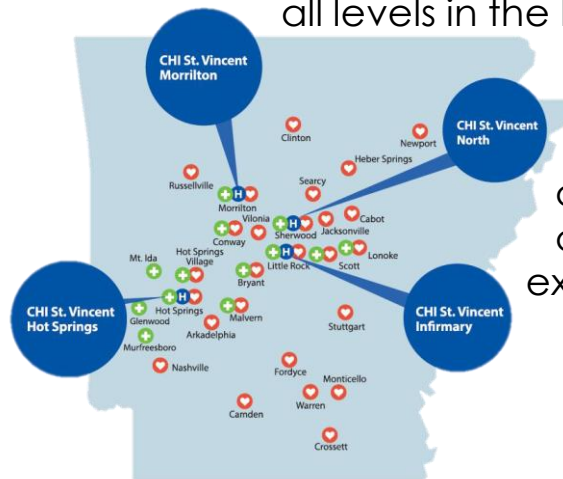 all levels in the
CHI St. Vincent
Morrilton
CHI St. Vincent
North
Clinton
Newport
Heber Springs
Russellville
Searcy
Morrilton
Vilonia
Sherwood
Jacksonville
Cabot
Conway
Mt. Ida
Hot Springs
Village
Little Rock
Scott
Lonoke
Bryant
CHI St. Vincent
Hot Springs
Hot Springs
Glenwood
Malvern
Arkadelphia
Stuttgart
CHI St. Vincent
Infirmary
Murfreesboro
Nashville
Fordyce
Monticello
Camden
Warren
Crossett
H
H
H
H
ex